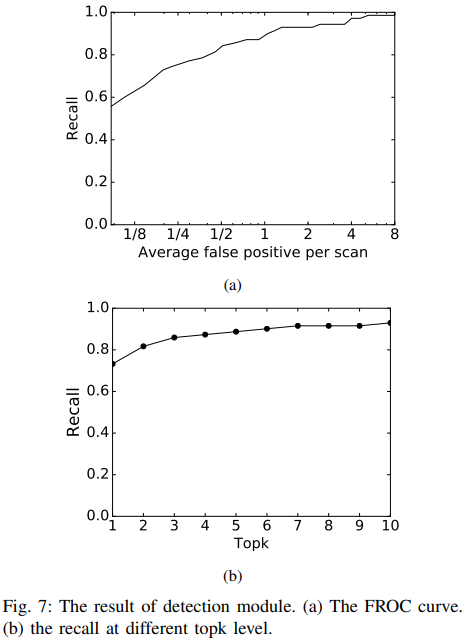 1.0
0.8
0.6
0.4
0.2
0.0
Recall
1/8 1/4 1/2 1 2 4 8
Average false positive per scan
(a)
1.0
0.8
0.6
0.4
0.2
0.0
Recall
1 2 3 4 5 6 7 8 9 10
Topk
(b)
Fig. 7: The result of detection module. (a) The FROC curve.
(b) the recall at different topk level.